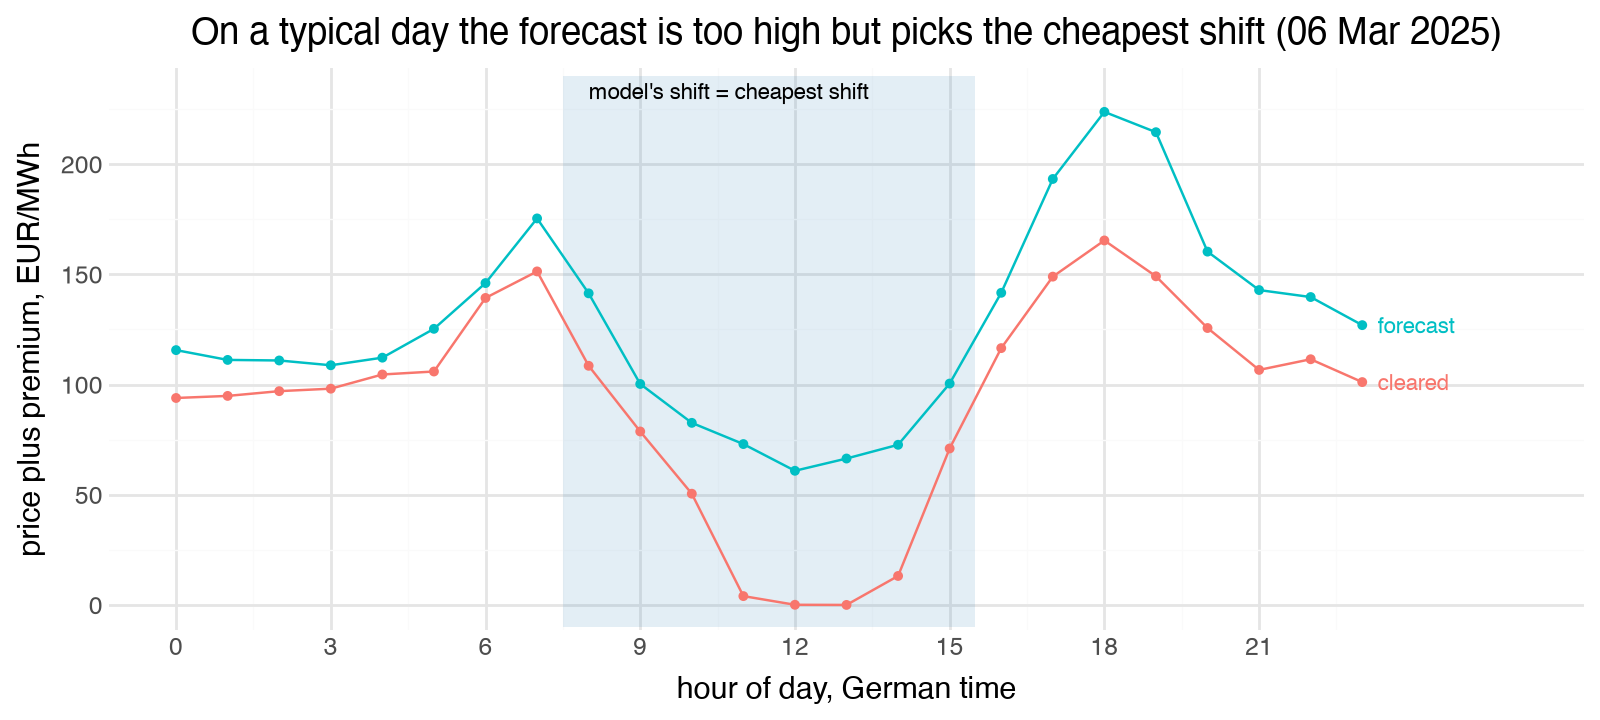 On a typical day the forecast is too high but picks the cheapest shift (06 Mar 2025)
model's shift = cheapest shift
price plus premium, EUR/MWh
200
150
100
50
0
forecast
cleared
0 3 6 9 12 15 18 21
hour of day, German time